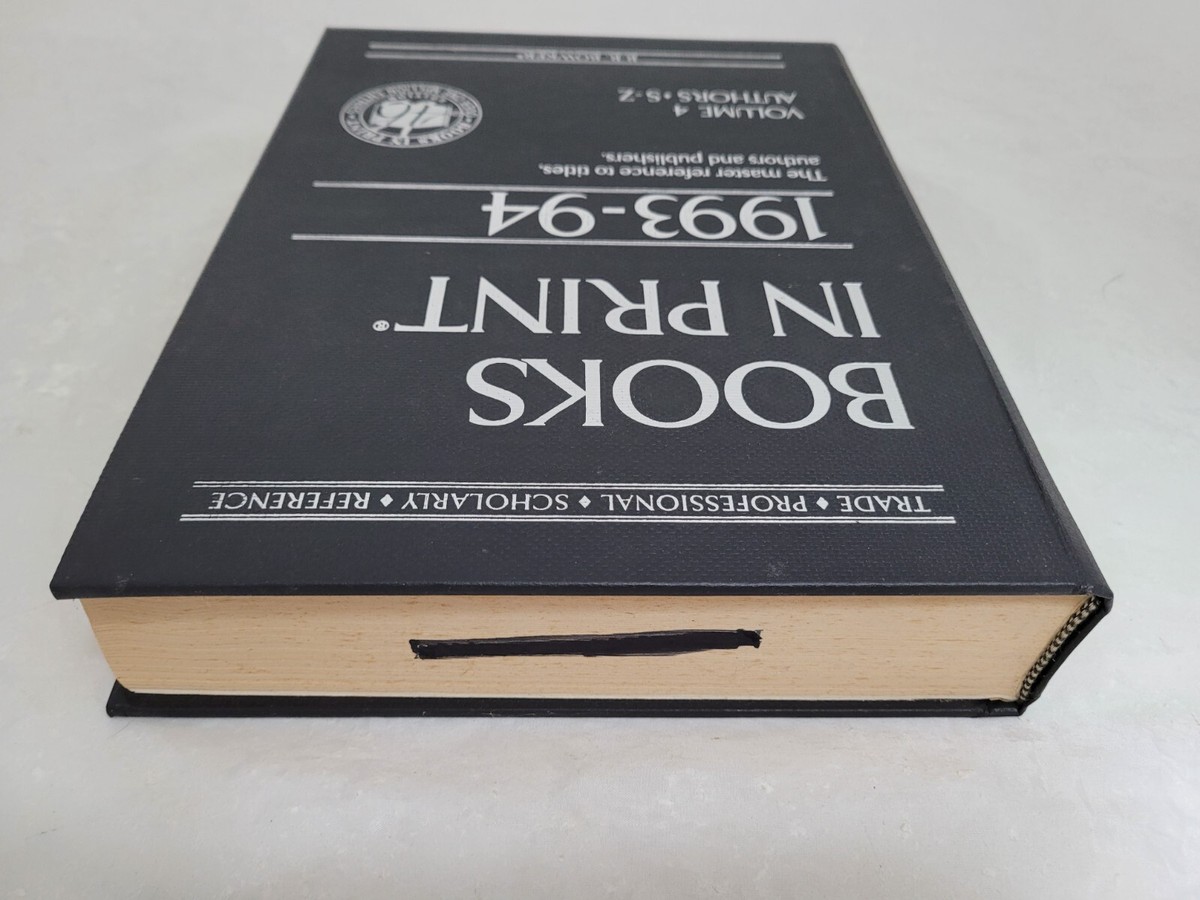 TRADE ♦ PROFESSIONAL ♦ SCHOLARLY ♦ REFERENCE
BOOKS
IN PRINT®
1993-94
The master reference to titles,
authors and publishers.
VOLUME 4
AUTHORS • S-Z
R.R. BOWKER®